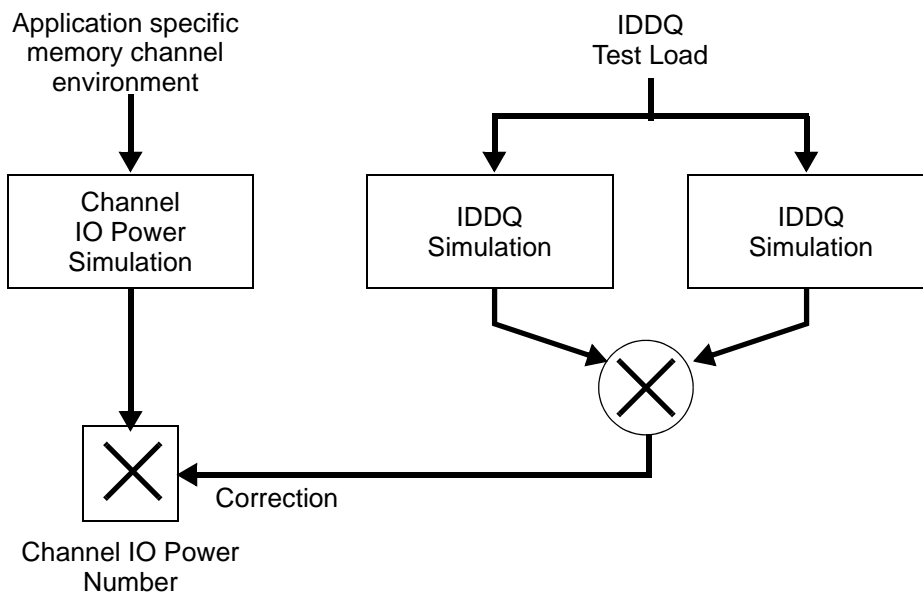 Application specific
memory channel
environment
IDDQ
Test Load
Channel
IO Power
Simulation
IDDQ
Simulation
IDDQ
Simulation
Correction
Channel IO Power
Number